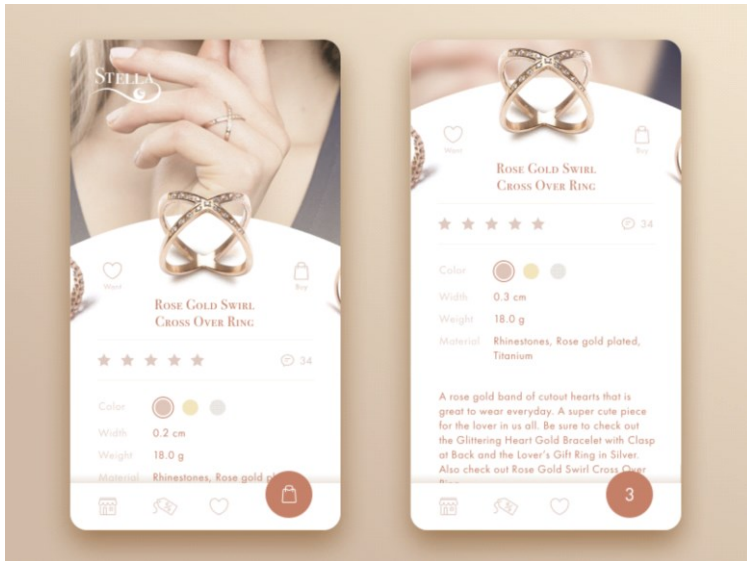 STELLA
Want
Buy
ROSE GOLD SWIRL
CROSS OVER RING
34
Color
Width 0.2 cm
Weight 18.0 g
Material Rhinestones, Rose gold
Want
Buy
ROSE GOLD SWIRL
CROSS OVER RING
34
Color
Width 0.3 cm
Weight 18.0 g
Material Rhinestones, Rose gold plated,
Titanium
A rose gold band of cutout hearts that is
great to wear everyday. A super cute piece
for the lover in us all. Be sure to check out
the Glittering Heart Gold Bracelet with Clasp
at Back and the Lover's Gift Ring in Silver.
Also check out Rose Gold Swirl Cross Over
3